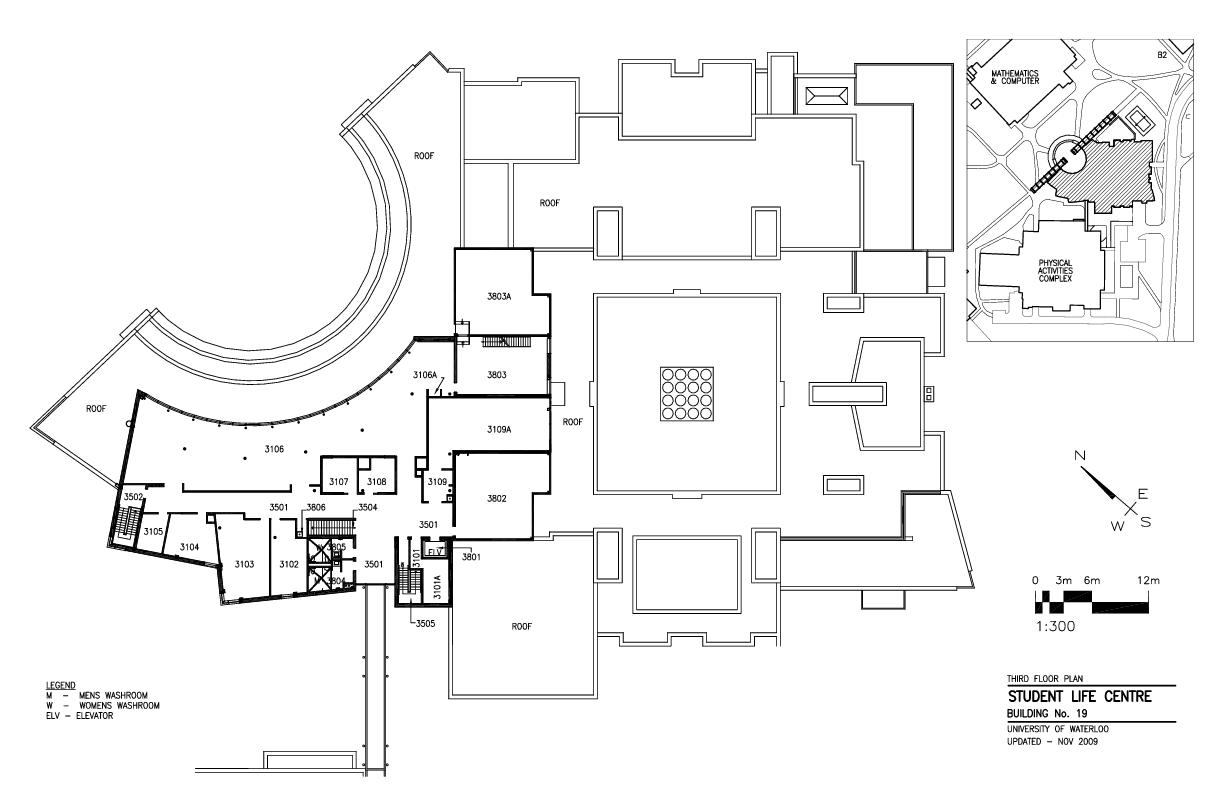 B2
MATHEMATICS
& COMPUTER
PHYSICAL
ACTIVITIES
COMPLEX
ROOF
ROOF
3803A
3803
3106A
ROOF
ROOF
3109A
3106
3107
3108
3109
3802
3502
3501
3806
3504
3501
3105
3104
3103
3102
W
3805
M
3804
3501
3101
ELV
3801
3101A
3505
ROOF
N
E
W
S
0 3m 6m 12m
1:300
LEGEND
M – MENS WASHROOM
W – WOMENS WASHROOM
ELV – ELEVATOR
THIRD FLOOR PLAN
STUDENT LIFE CENTRE
BUILDING No. 19
UNIVERSITY OF WATERLOO
UPDATED – NOV 2009